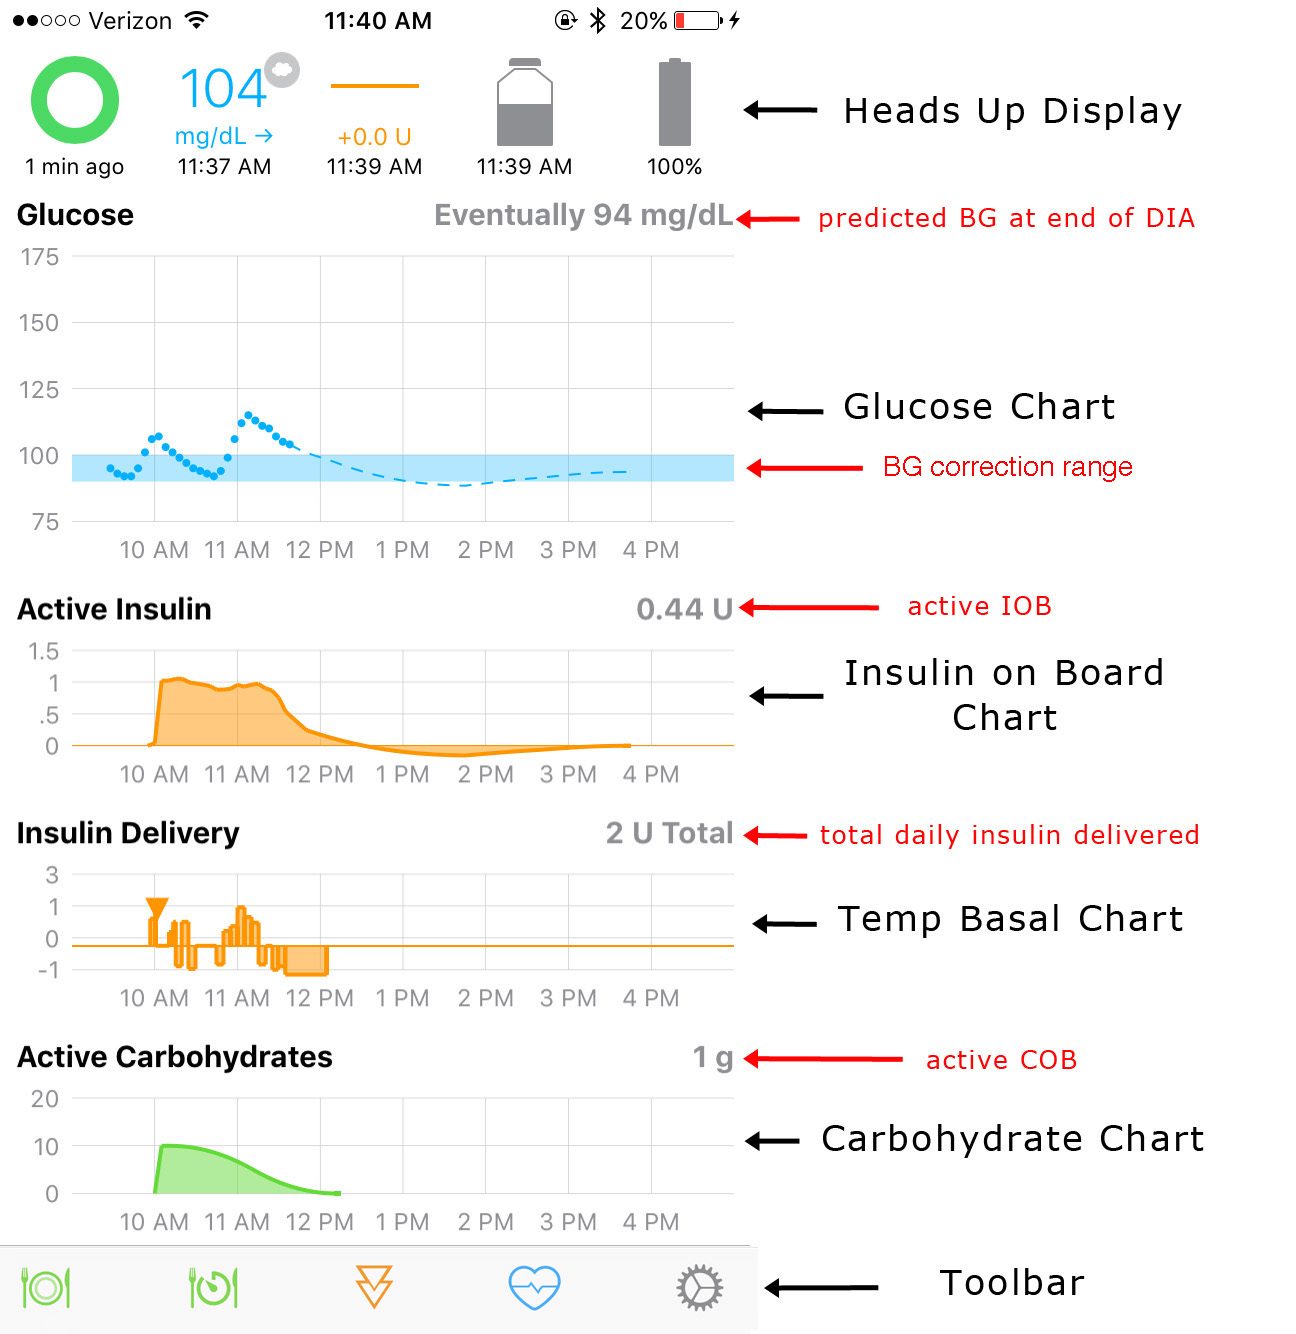 Verizon 11:40 AM 20%
104
mg/dL → +0.0 U
1 min ago 11:37 AM 11:39 AM 11:39 AM 100%
Heads Up Display
Glucose Eventually 94 mg/dL
predicted BG at end of DIA
175
150
125
100
75
10 AM 11 AM 12 PM 1 PM 2 PM 3 PM 4 PM
Glucose Chart
BG correction range
Active Insulin 0.44 U
active IOB
1.5
1
.5
0
10 AM 11 AM 12 PM 1 PM 2 PM 3 PM 4 PM
Insulin on Board
Chart
Insulin Delivery 2 U Total
total daily insulin delivered
3
1
0
-1
10 AM 11 AM 12 PM 1 PM 2 PM 3 PM 4 PM
Temp Basal Chart
Active Carbohydrates 1 g
active COB
20
10
0
10 AM 11 AM 12 PM 1 PM 2 PM 3 PM 4 PM
Carbohydrate Chart
Toolbar